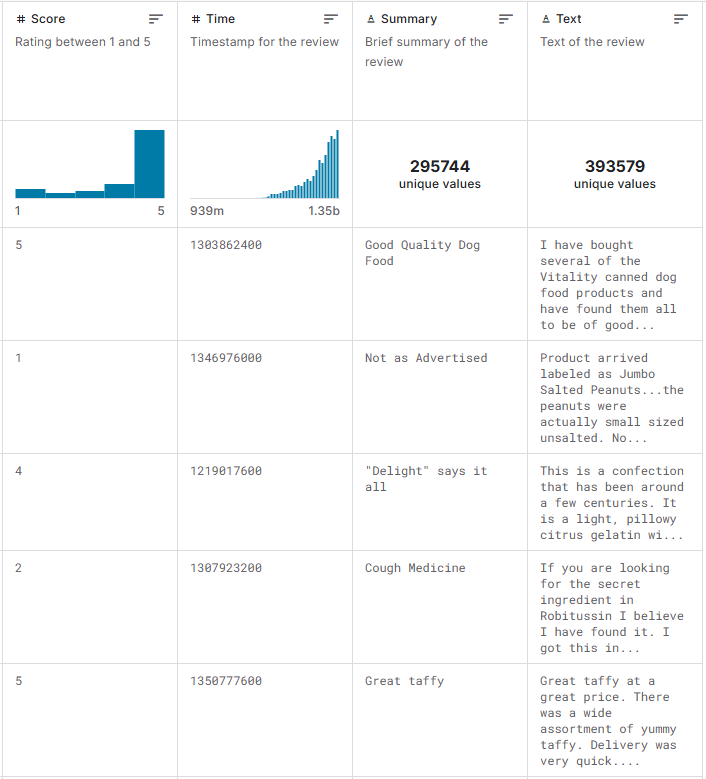 # Score
Rating between 1 and 5
# Time
Timestamp for the review
A Summary
Brief summary of the
review
A Text
Text of the review
1
5
939m
1.35b
295744
unique values
393579
unique values
5
1303862400
Good Quality Dog
Food
I have bought
several of the
Vitality canned dog
food products and
have found them all
to be of good...
1
1346976000
Not as Advertised
Product arrived
labeled as Jumbo
Salted Peanuts...the
peanuts were
actually small sized
unsalted. No...
4
1219017600
"Delight" says it
all
This is a confection
that has been around
a few centuries. It
is a light, pillowy
citrus gelatin wi...
2
1307923200
Cough Medicine
If you are looking
for the secret
ingredient in
Robitussin I believe
I have found it. I
got this in...
5
1350777600
Great taffy
Great taffy at a
great price. There
was a wide
assortment of yummy
taffy. Delivery was
very quick....